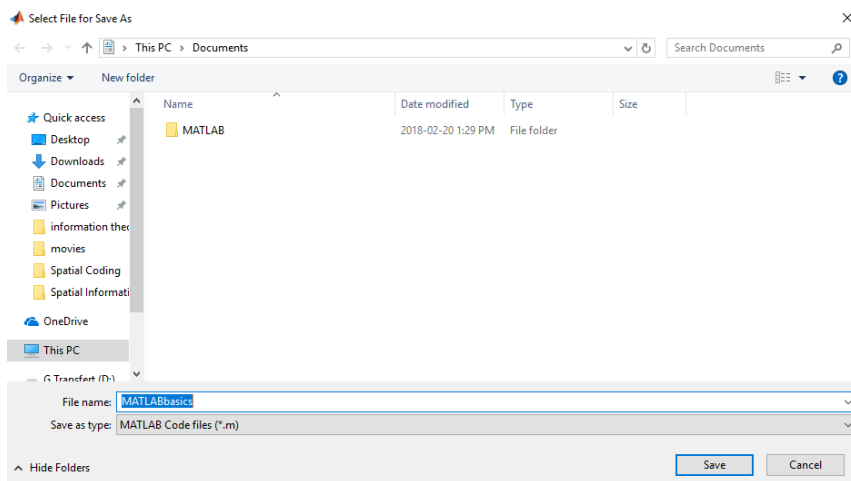 Select File for Save As
This PC > Documents
Search Documents
Organize
New folder
Name
Date modified
Type
Size
MATLAB
2018-02-20 1:29 PM
File folder
Quick access
Desktop
Downloads
Documents
Pictures
information theo
movies
Spatial Coding
Spatial Informati
OneDrive
This PC
G Transfert (D:)
File name: MATLABbasics
Save as type: MATLAB Code files (*.m)
Hide Folders
Save
Cancel